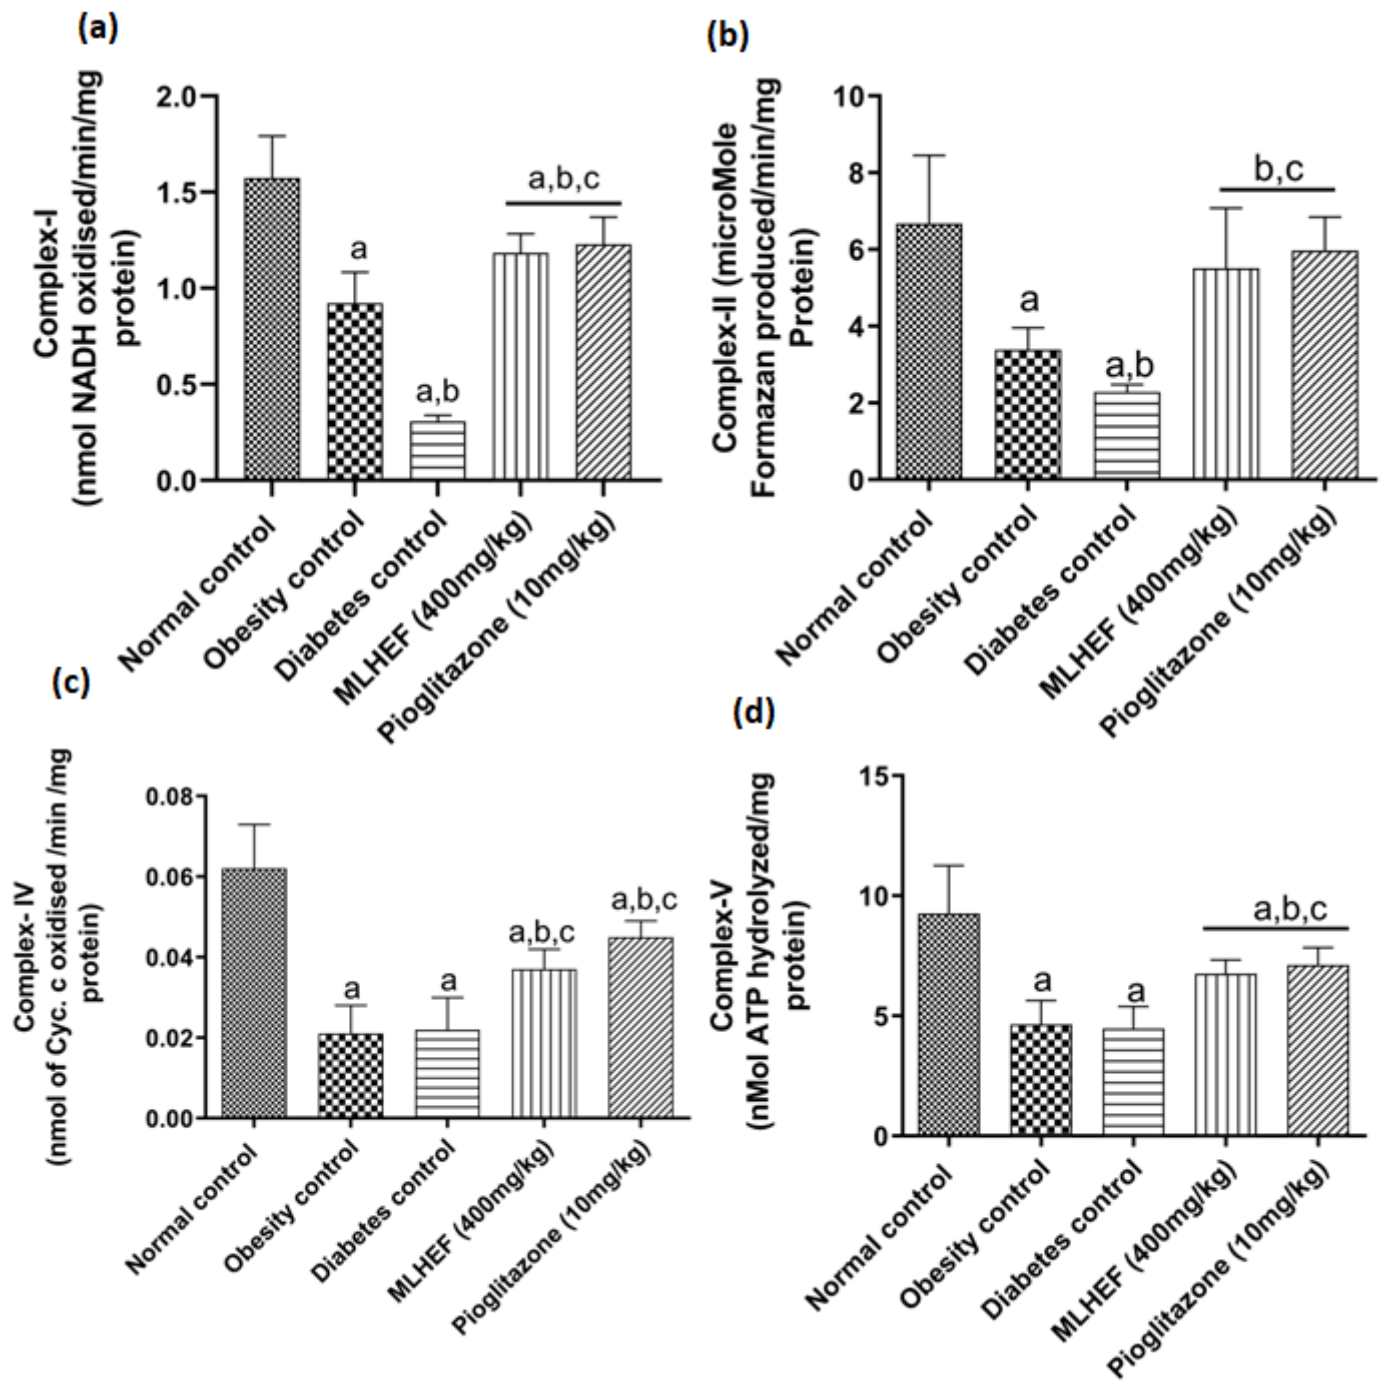 (a)
Complex-I
(nmol NADH oxidised/min/mg
protein)
2.0
1.5
1.0
0.5
0.0
a
a,b
a,b,c
Normal control
Obesity control
Diabetes control
MLHEF (400mg/kg)
Pioglitazone (10mg/kg)
(b)
Complex-II (microMole
Formazan produced/min/mg
Protein)
10
8
6
4
2
0
a
a,b
b,c
Normal control
Obesity control
Diabetes control
MLHEF (400mg/kg)
Pioglitazone (10mg/kg)
(c)
Complex- IV
(nmol of Cyc. c oxidised /min /mg
protein)
0.08
0.06
0.04
0.02
0.00
a
a
a,b,c
a,b,c
Normal control
Obesity control
Diabetes control
MLHEF (400mg/kg)
Pioglitazone (10mg/kg)
(d)
Complex-V
(nMol ATP hydrolyzed/mg
protein)
15
10
5
0
a
a
a,b,c
Normal control
Obesity control
Diabetes control
MLHEF (400mg/kg)
Pioglitazone (10mg/kg)